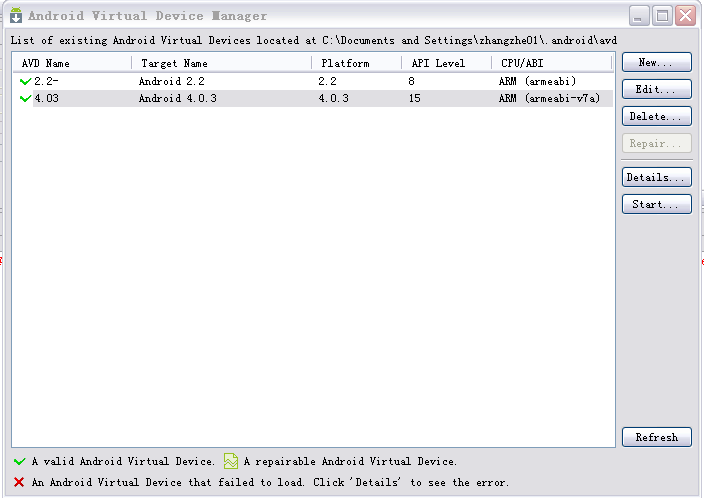 Android Virtual Device Manager
List of existing Android Virtual Devices located at C:\Documents and Settings\zhangzhe01\.android\avd
AVD Name Target Name Platform API Level CPU/ABI
2.2- Android 2.2 2.2 8 ARM (armeabi)
4.03 Android 4.0.3 4.0.3 15 ARM (armeabi-v7a)
New...
Edit...
Delete...
Repair...
Details...
Start...
Refresh
A valid Android Virtual Device. A repairable Android Virtual Device.
An Android Virtual Device that failed to load. Click 'Details' to see the error.